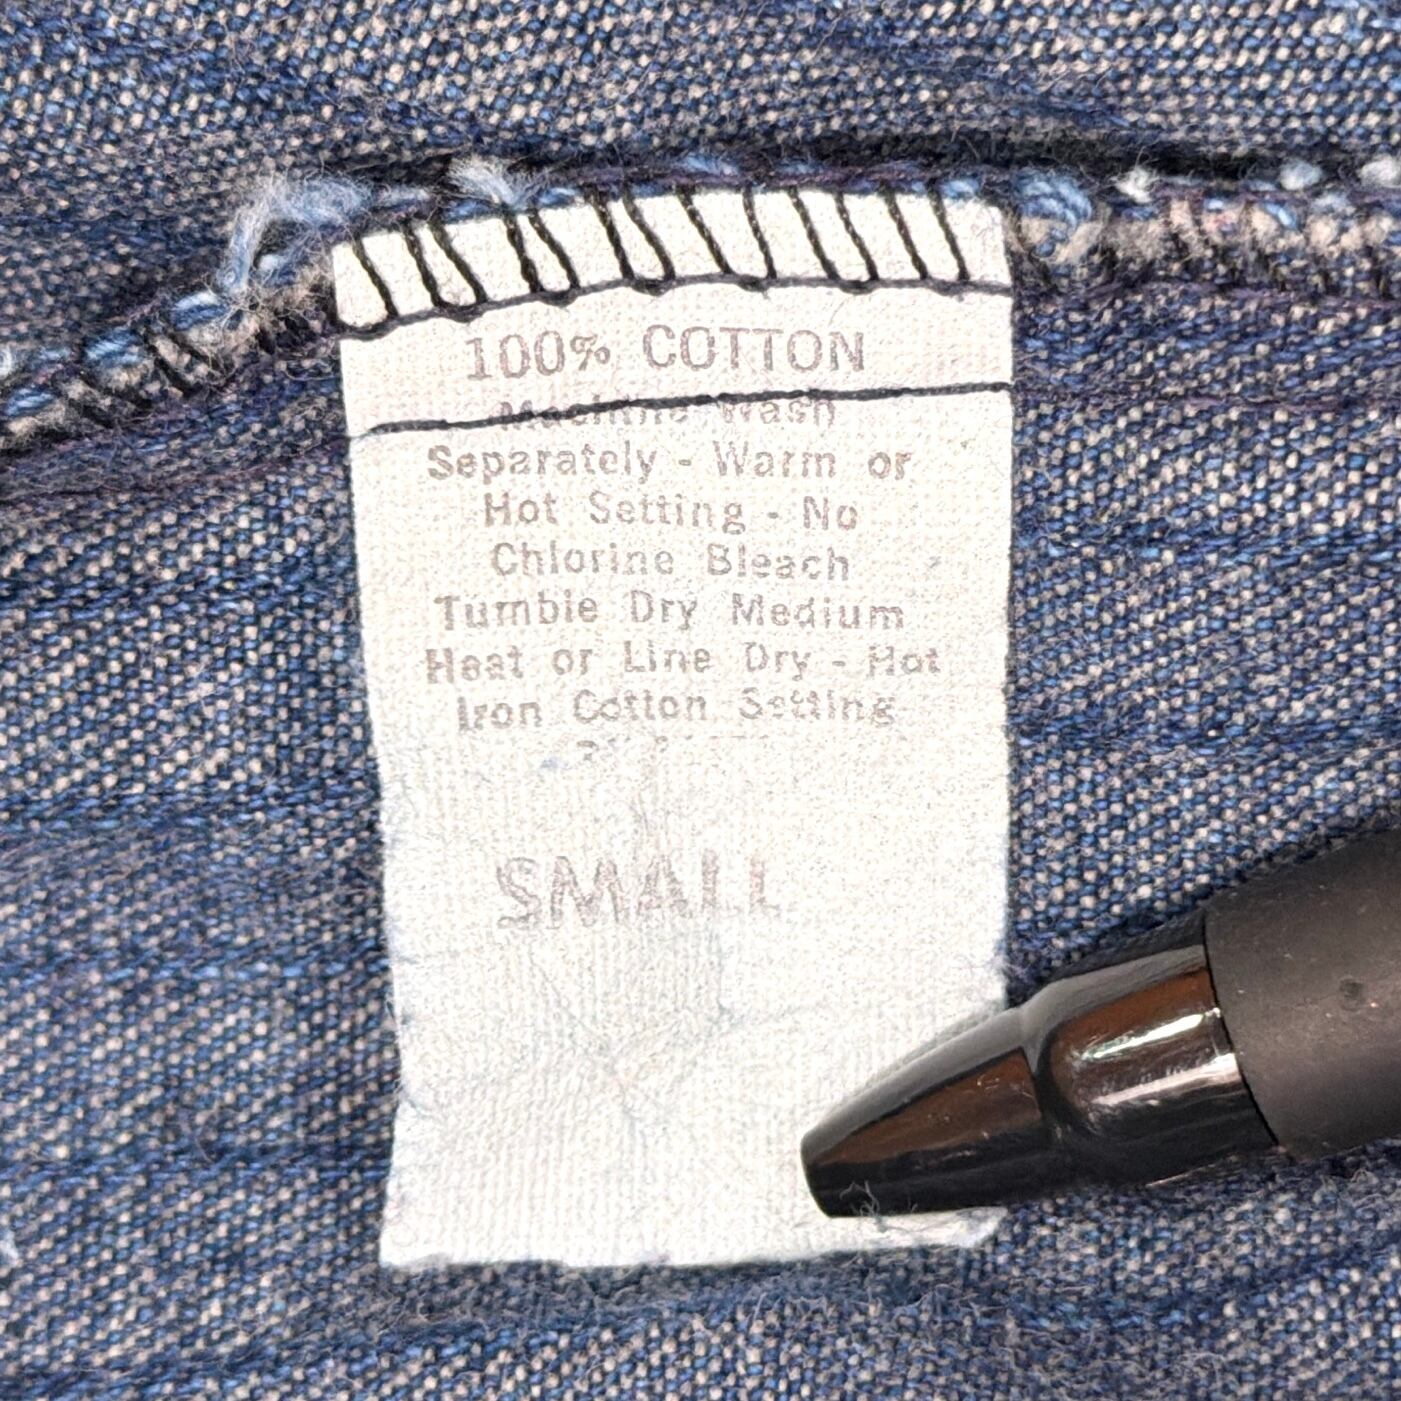 100% COTTON
Machine Wash
Separately - Warm or
Hot Setting - No
Chlorine Bleach
Tumble Dry Medium
Heat or Line Dry - Hot
Iron Cotton Setting
SMALL